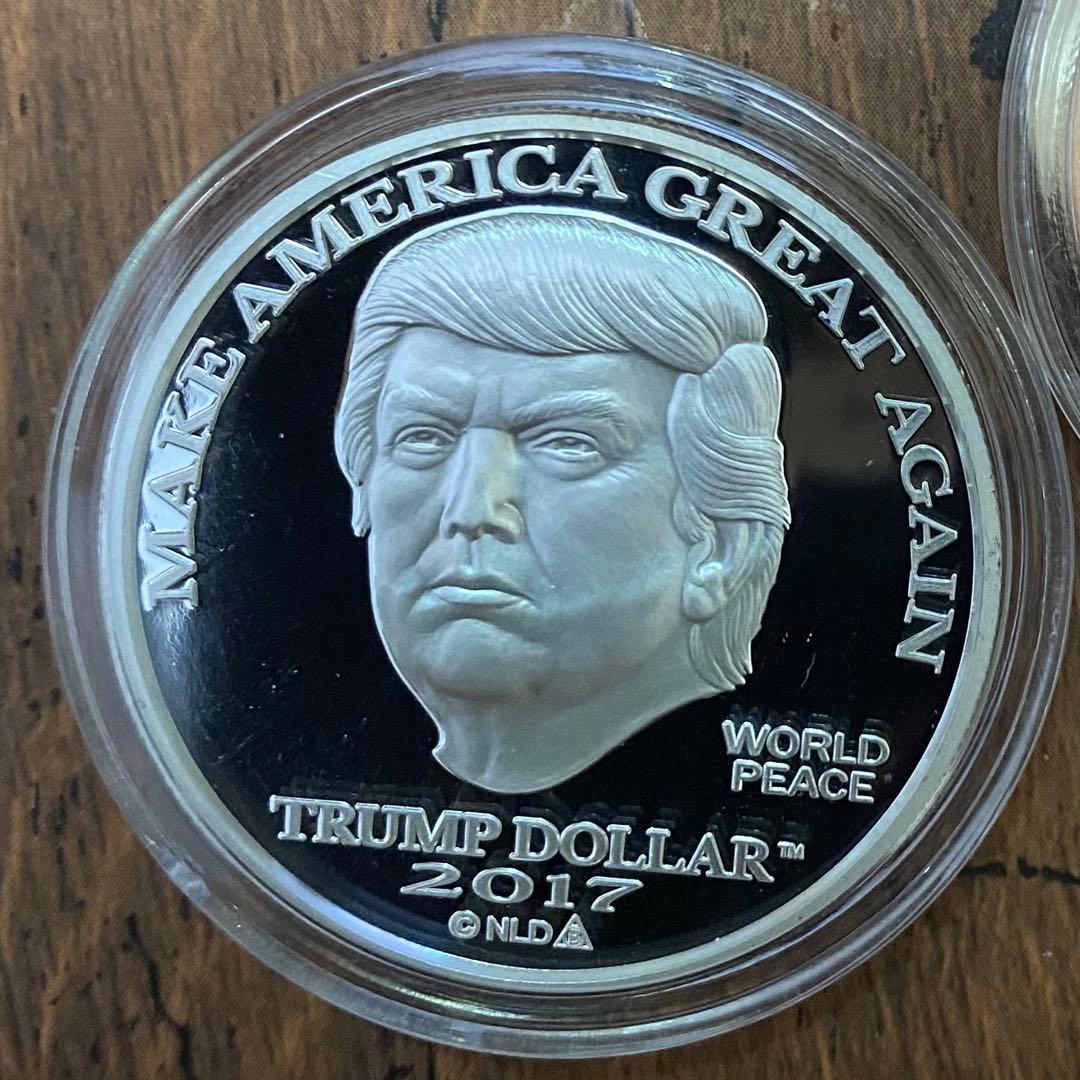 MAKE AMERICA GREAT AGAIN
WORLD
PEACE
TRUMP DOLLAR™
2017
© NLD B